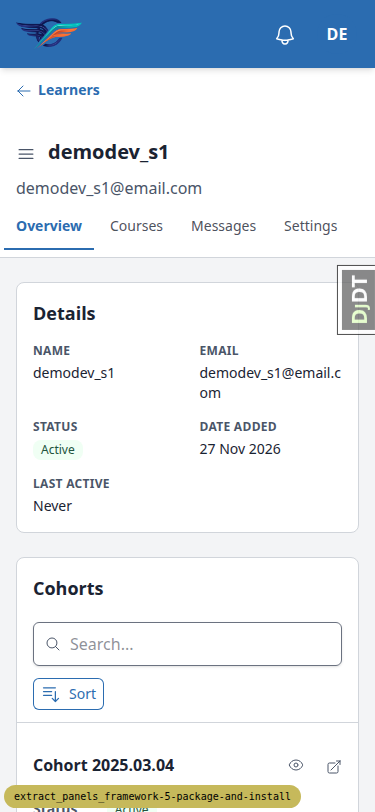 DE
Learners
demodev_s1
demodev_s1@email.com
Overview Courses Messages Settings
DjDT
Details
NAME EMAIL
demodev_s1 demodev_s1@email.c
om
STATUS DATE ADDED
Active 27 Nov 2026
LAST ACTIVE
Never
Cohorts
Search...
Sort
Cohort 2025.03.04
extract_panels_framework-5-package-and-install
Status Active